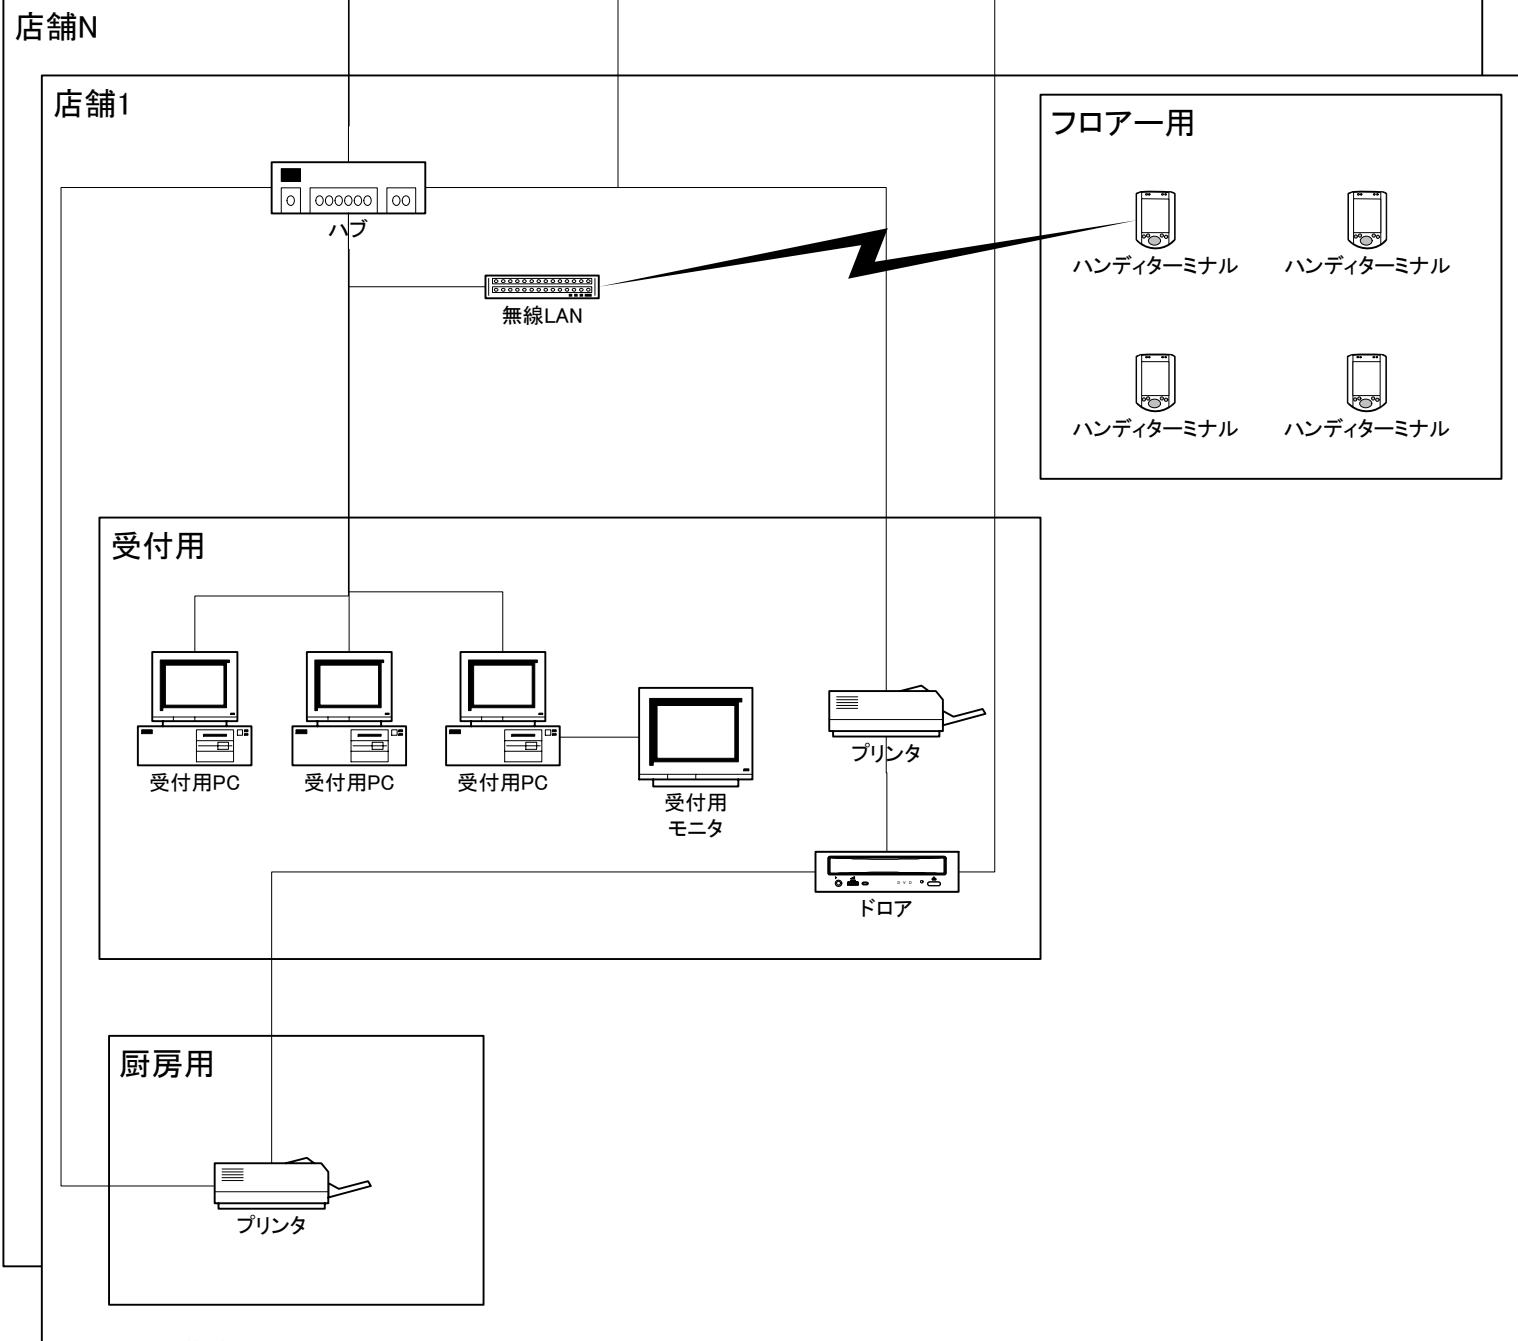 店舗N
店舗1
フロアー用
ハブ
ハンディターミナル
ハンディターミナル
無線LAN
ハンディターミナル
ハンディターミナル
受付用
受付用PC
受付用PC
受付用PC
受付用
モニタ
プリンタ
DVD
ドロア
厨房用
プリンタ